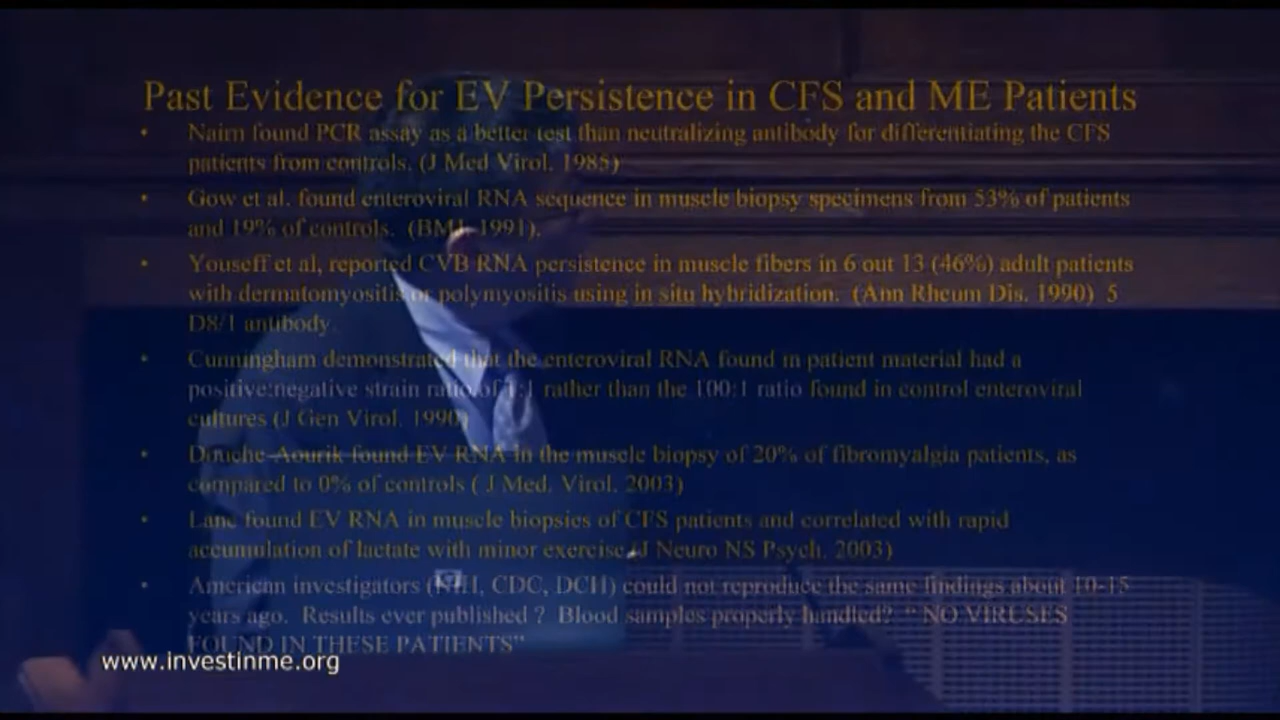 Past Evidence for EV Persistence in CFS and ME Patients
• Nairn found PCR assay as a better test than neutralizing antibody for differentiating the CFS
patients from controls. (J Med Virol. 1985)
• Gow et al. found enteroviral RNA sequence in muscle biopsy specimens from 53% of patients
and 19% of controls. (BMJ 1991).
• Youseff et al, reported CVB RNA persistence in muscle fibers in 6 out 13 (46%) adult patients
with dermatomyositis or polymyositis using in situ hybridization. (Ann Rheum Dis. 1990) 5
D8/1 antibody.
• Cunningham demonstrated that the enteroviral RNA found in patient material had a
positive:negative strain ratio of 1:1 rather than the 100:1 ratio found in control enteroviral
cultures (J Gen Virol. 1990)
• Douche-Aourik found EV RNA in the muscle biopsy of 20% of fibromyalgia patients, as
compared to 0% of controls ( J Med. Virol. 2003)
• Lane found EV RNA in muscle biopsies of CFS patients and correlated with rapid
accumulation of lactate with minor exercise (J Neuro NS Psych. 2003)
• American investigators (NIH, CDC, DCH) could not reproduce the same findings about 10-15
years ago. Results ever published ? Blood samples properly handled? " NO VIRUSES
FOUND IN THESE PATIENTS"
www.investinme.org